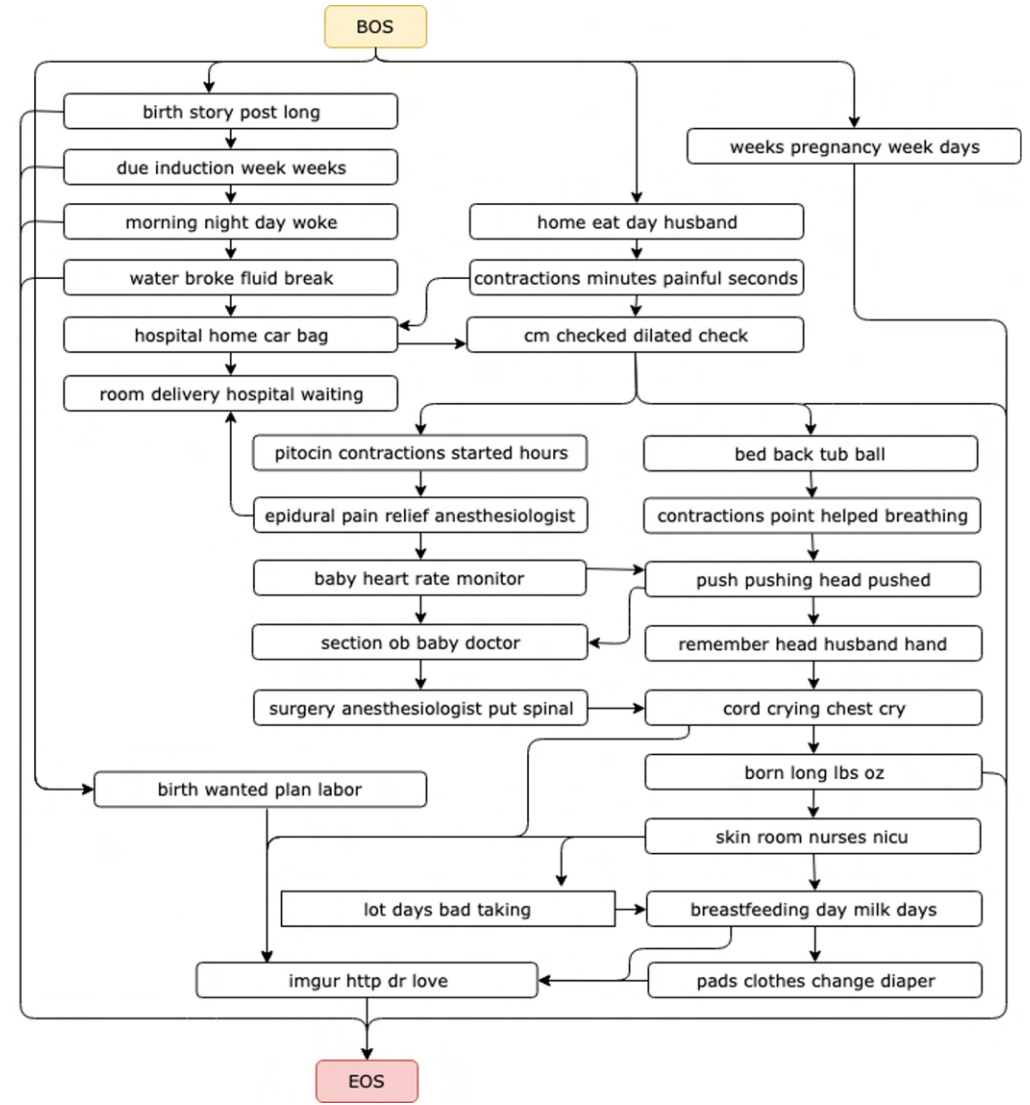 BOS
birth story post long
weeks pregnancy week days
due induction week weeks
morning night day woke
home eat day husband
water broke fluid break
contractions minutes painful seconds
hospital home car bag
cm checked dilated check
room delivery hospital waiting
pitocin contractions started hours
bed back tub ball
epidural pain relief anesthesiologist
contractions point helped breathing
baby heart rate monitor
push pushing head pushed
section ob baby doctor
remember head husband hand
surgery anesthesiologist put spinal
cord crying chest cry
born long lbs oz
birth wanted plan labor
skin room nurses nicu
lot days bad taking
breastfeeding day milk days
imgur http dr love
pads clothes change diaper
EOS